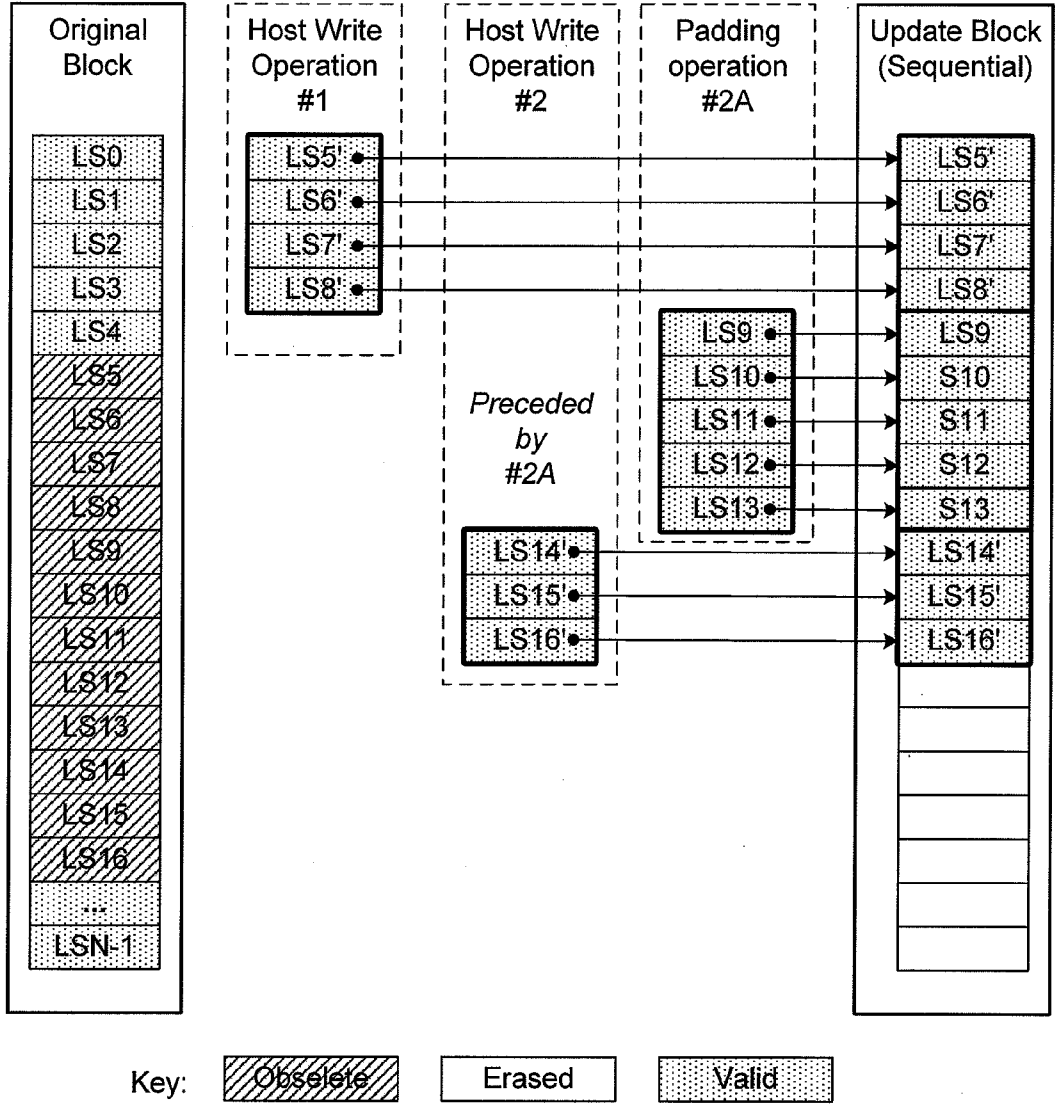 Original
Block
Host Write
Operation
#1
Host Write
Operation
#2
Padding
operation
#2A
Update Block
(Sequential)
LS0
LS1
LS2
LS3
LS4
LS5
LS6
LS7
LS8
LS9
LS10
LS11
LS12
LS13
LS14
LS15
LS16
...
LSN-1
LS5'
LS6'
LS7'
LS8'
Preceded
by
#2A
LS14'
LS15'
LS16'
LS9
LS10
LS11
LS12
LS13
LS5'
LS6'
LS7'
LS8'
LS9
S10
S11
S12
S13
LS14'
LS15'
LS16'
Key:
Obselete
Erased
Valid